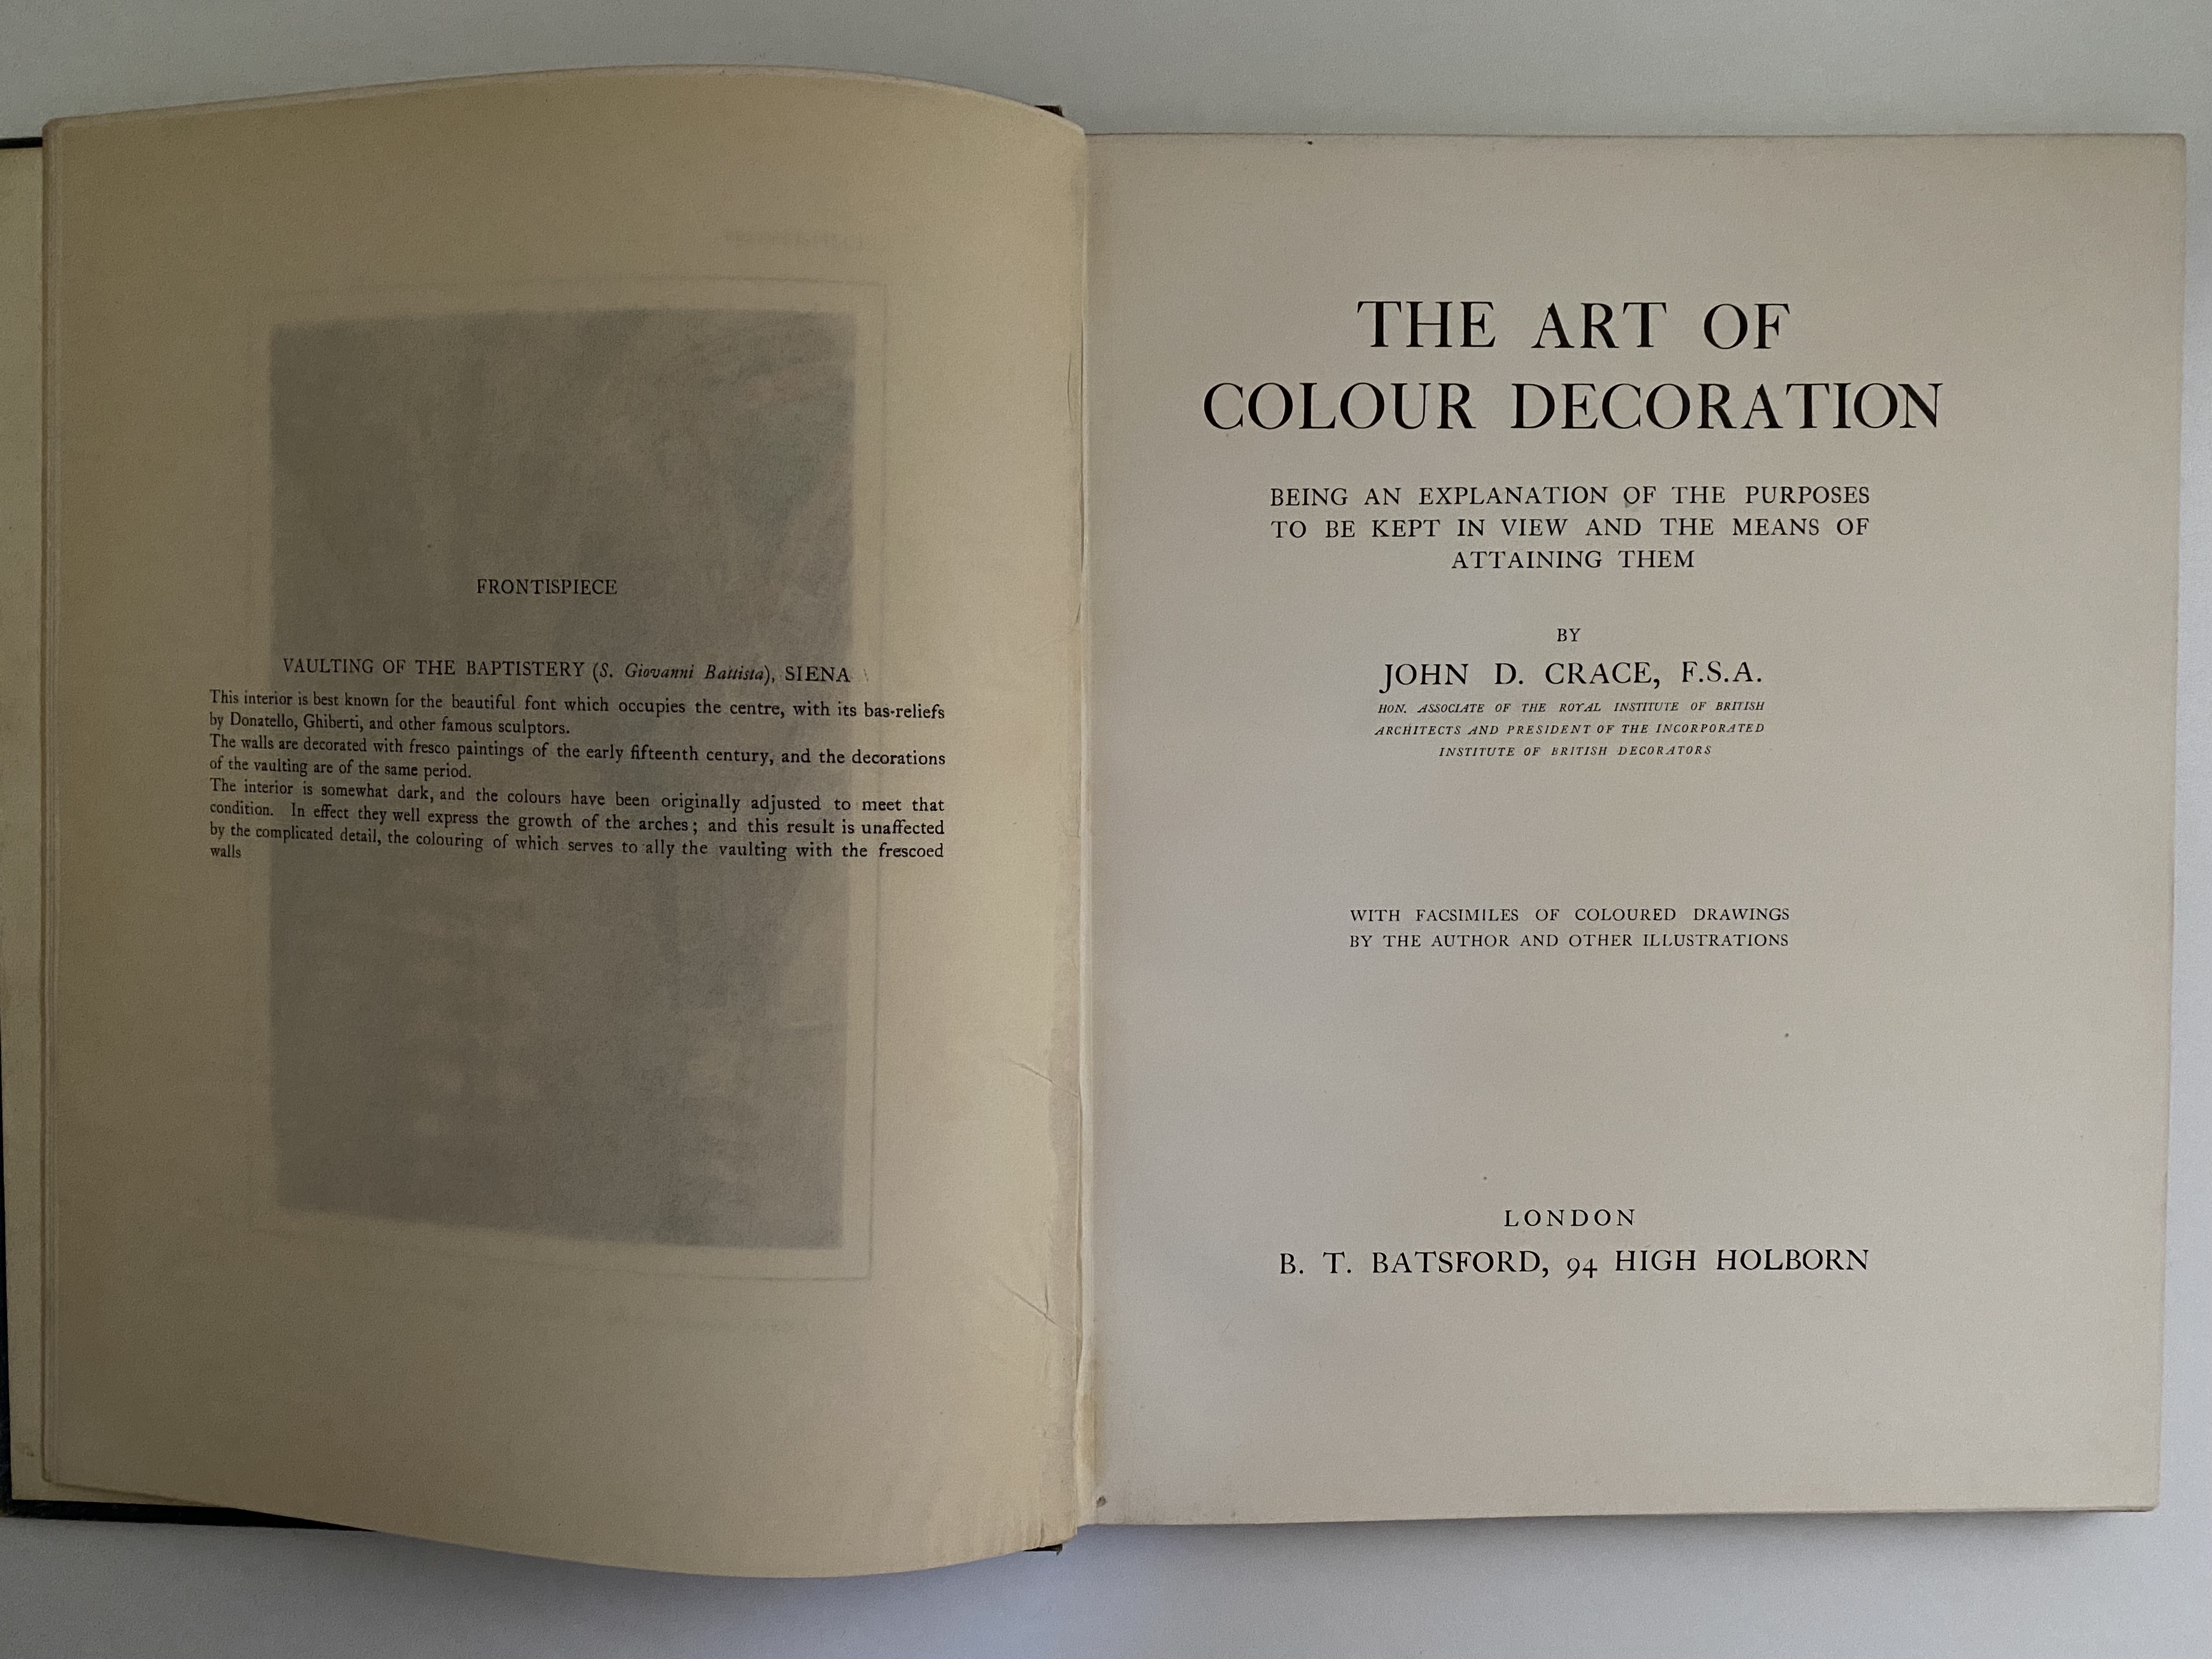 FRONTISPIECE
VAULTING OF THE BAPTISTERY (S. Giovanni Battista), SIENA
This interior is best known for the beautiful font which occupies the centre, with its bas-reliefs
by Donatello, Ghiberti, and other famous sculptors.
The walls are decorated with fresco paintings of the early fifteenth century, and the decorations
of the vaulting are of the same period.
The interior is somewhat dark, and the colours have been originally adjusted to meet that
condition. In effect they well express the growth of the arches; and this result is unaffected
by the complicated detail, the colouring of which serves to ally the vaulting with the frescoed
walls
THE ART OF
COLOUR DECORATION
BEING AN EXPLANATION OF THE PURPOSES
TO BE KEPT IN VIEW AND THE MEANS OF
ATTAINING THEM
BY
JOHN D. CRACE, F.S.A.
HON. ASSOCIATE OF THE ROYAL INSTITUTE OF BRITISH
ARCHITECTS AND PRESIDENT OF THE INCORPORATED
INSTITUTE OF BRITISH DECORATORS
WITH FACSIMILES OF COLOURED DRAWINGS
BY THE AUTHOR AND OTHER ILLUSTRATIONS
LONDON
B. T. BATSFORD, 94 HIGH HOLBORN